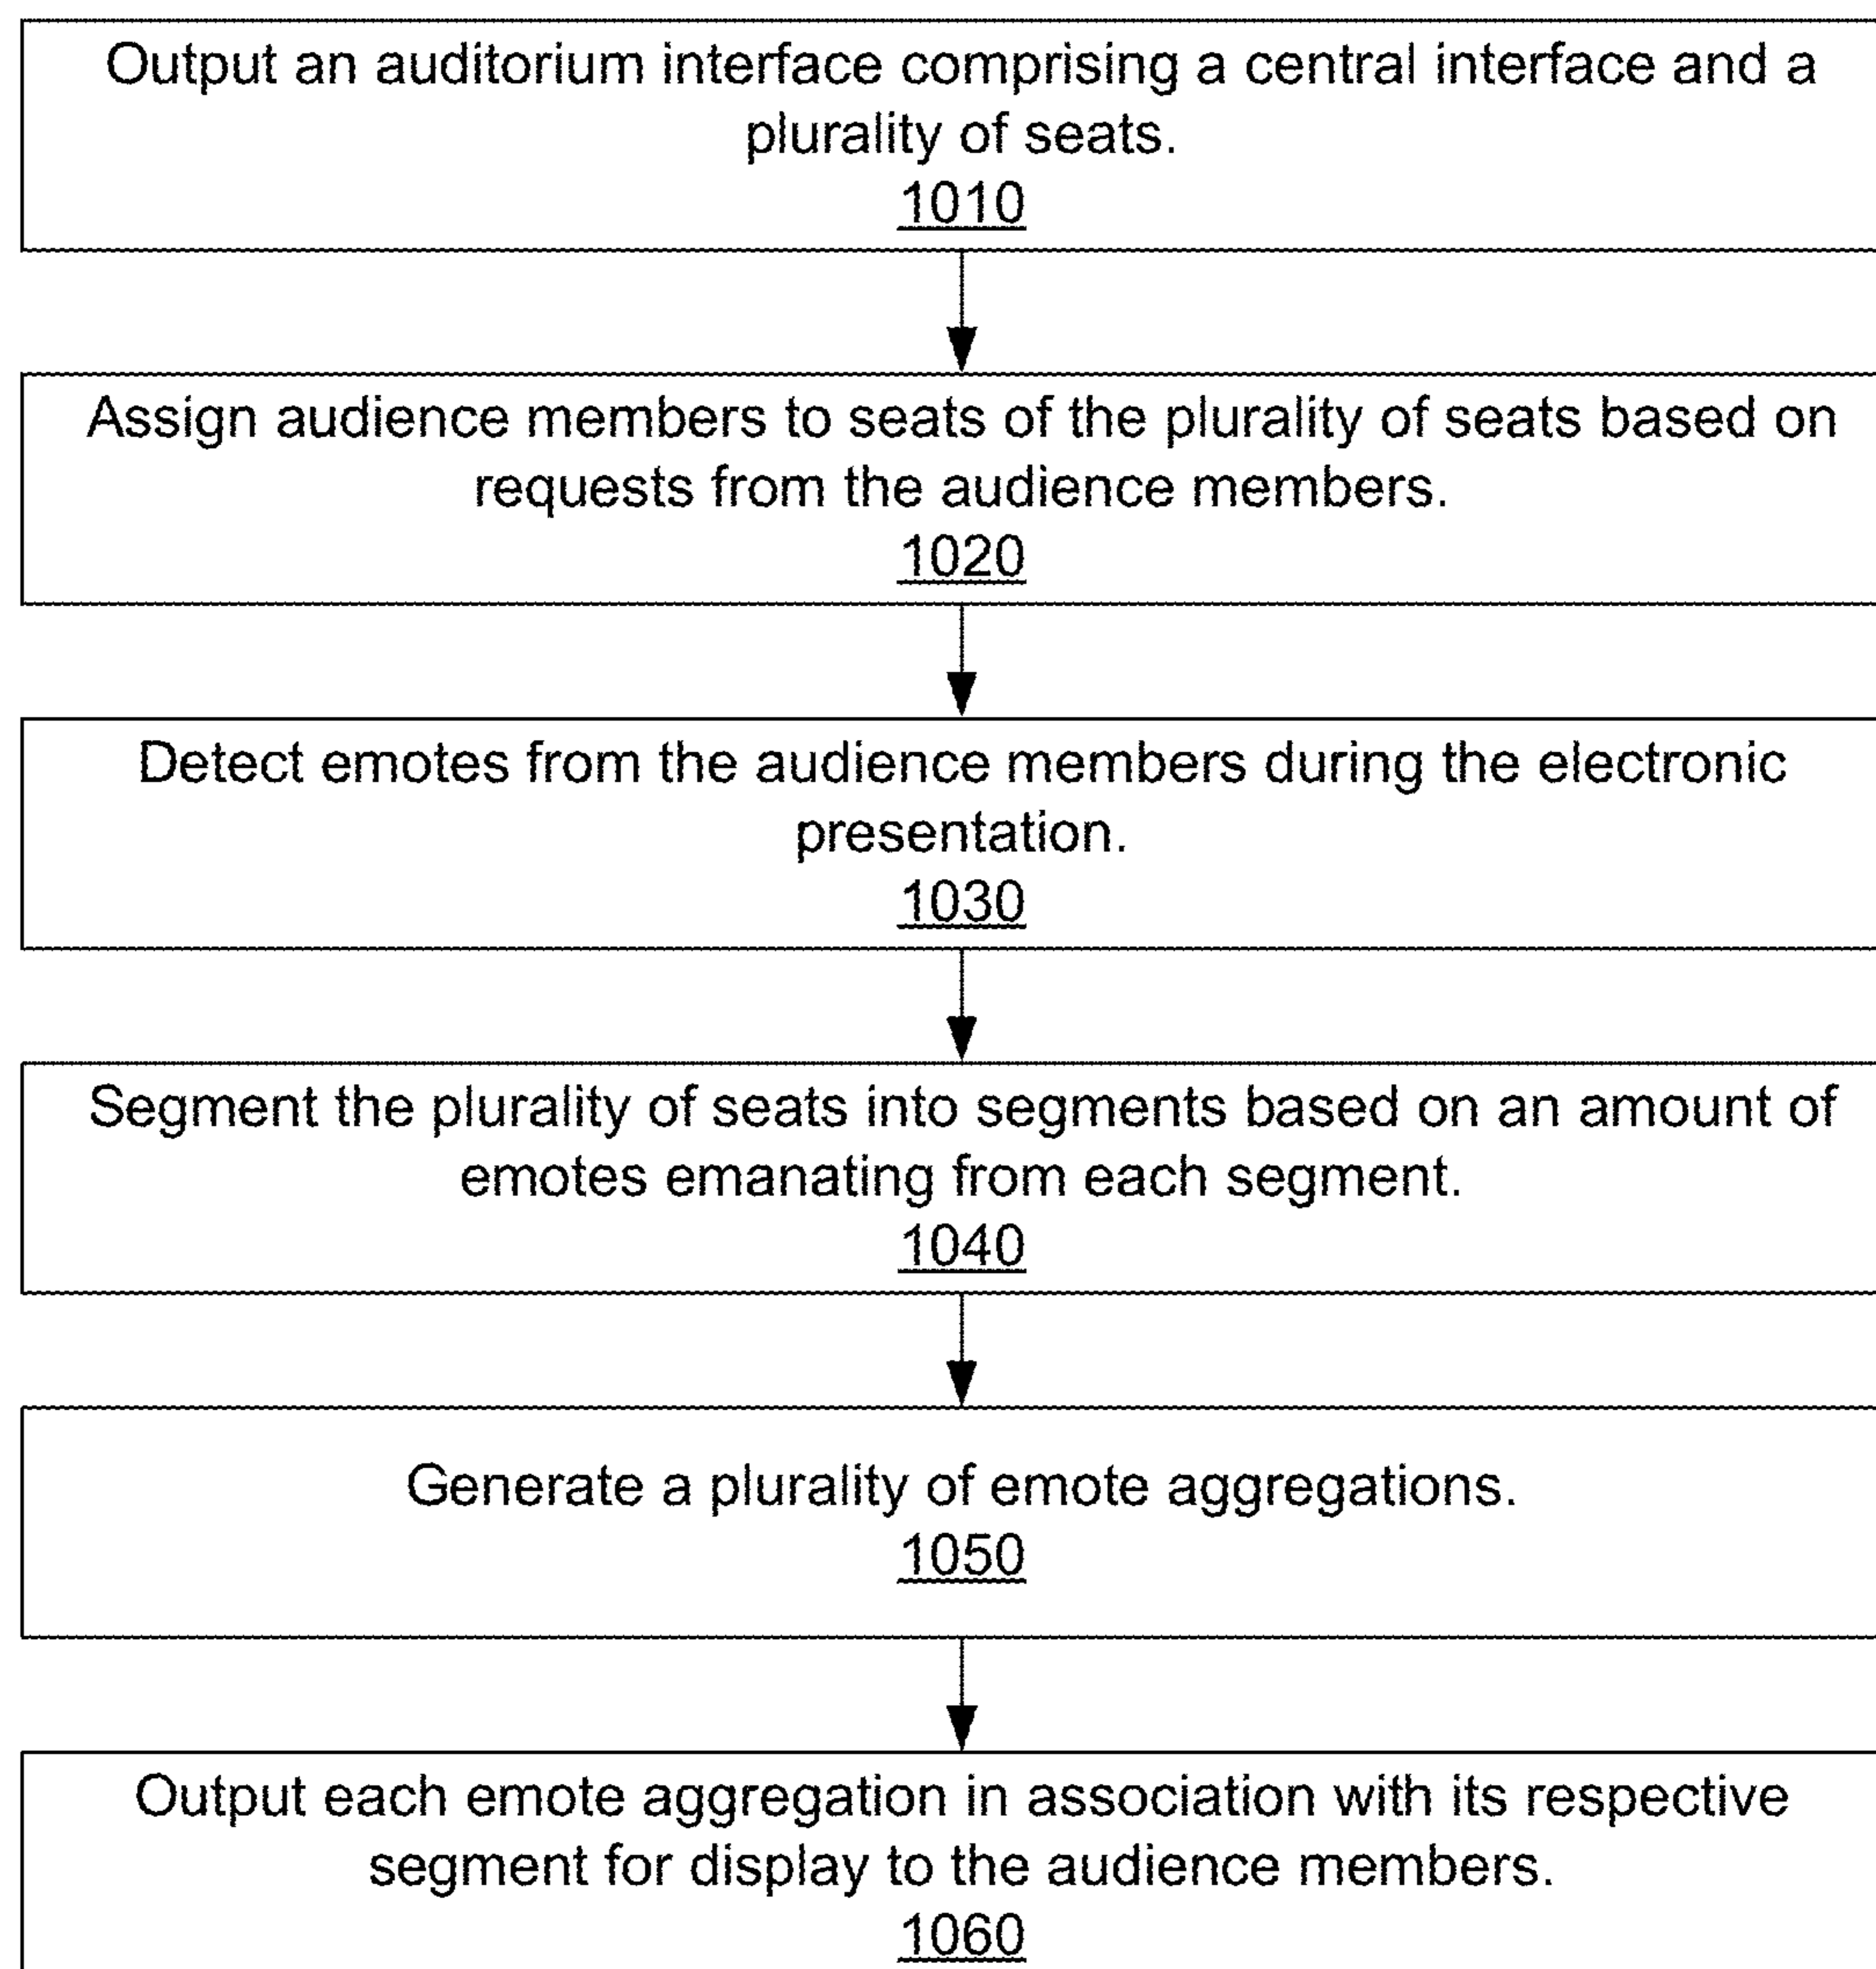 Output an auditorium interface comprising a central interface and a
plurality of seats.
1010
Assign audience members to seats of the plurality of seats based on
requests from the audience members.
1020
Detect emotes from the audience members during the electronic
presentation.
1030
Segment the plurality of seats into segments based on an amount of
emotes emanating from each segment.
1040
Generate a plurality of emote aggregations.
1050
Output each emote aggregation in association with its respective
segment for display to the audience members.
1060